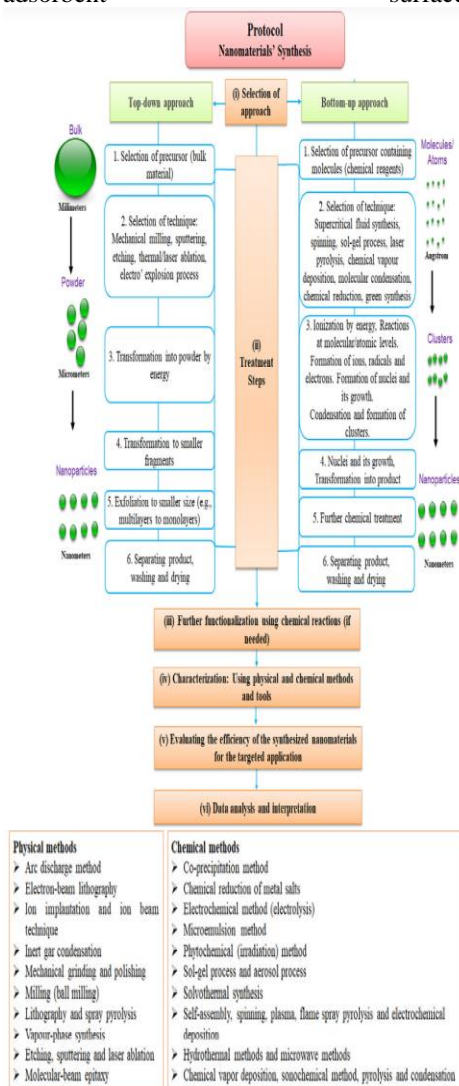 adsorbent surface
Protocol
Nanomaterials' Synthesis
Top-down approach
(i) Selection of
approach
Bottom-up approach
Bulk
Millimeters
Powder
Micrometers
Nanoparticles
Nanometers
1. Selection of precursor (bulk
material)
2. Selection of technique:
Mechanical milling, sputtering,
etching, thermal/laser ablation,
electro' explosion process
3. Transformation into powder by
energy
4. Transformation to smaller
fragments
5. Exfoliation to smaller size (e.g.,
multilayers to monolayers)
6. Separating product,
washing and drying
(ii)
Treatment
Steps
1. Selection of precursor containing
molecules (chemical reagents)
2. Selection of technique:
Supercritical fluid synthesis,
spinning, sol-gel process, laser
pyrolysis, chemical vapour
deposition, molecular condensation,
chemical reduction, green synthesis
3. Ionization by energy, Reactions
at molecular/atomic levels.
Formation of ions, radicals and
electrons. Formation of nuclei and
its growth.
Condensation and formation of
clusters.
4. Nuclei and its growth,
Transformation into product
5. Further chemical treatment
6. Separating product,
washing and drying
Molecules/
Atoms
Angstrom
Clusters
Nanoparticles
Nanometers
(iii) Further functionalization using chemical reactions (if
needed)
(iv) Characterization: Using physical and chemical methods
and tools
(v) Evaluating the efficiency of the synthesized nanomaterials
for the targeted application
(vi) Data analysis and interpretation
Physical methods
➤ Arc discharge method
➤ Electron-beam lithography
➤ Ion implantation and ion beam
technique
➤ Inert gar condensation
➤ Mechanical grinding and polishing
➤ Milling (ball milling)
➤ Lithography and spray pyrolysis
➤ Vapour-phase synthesis
➤ Etching, sputtering and laser ablation
➤ Molecular-beam epitaxy
Chemical methods
➤ Co-precipitation method
➤ Chemical reduction of metal salts
➤ Electrochemical method (electrolysis)
➤ Microemulsion method
➤ Phytochemical (irradiation) method
➤ Sol-gel process and aerosol process
➤ Solvothermal synthesis
➤ Self-assembly, spinning, plasma, flame spray pyrolysis and electrochemical
deposition
➤ Hydrothermal methods and microwave methods
➤ Chemical vapor deposition, sonochemical method, pyrolysis and condensation